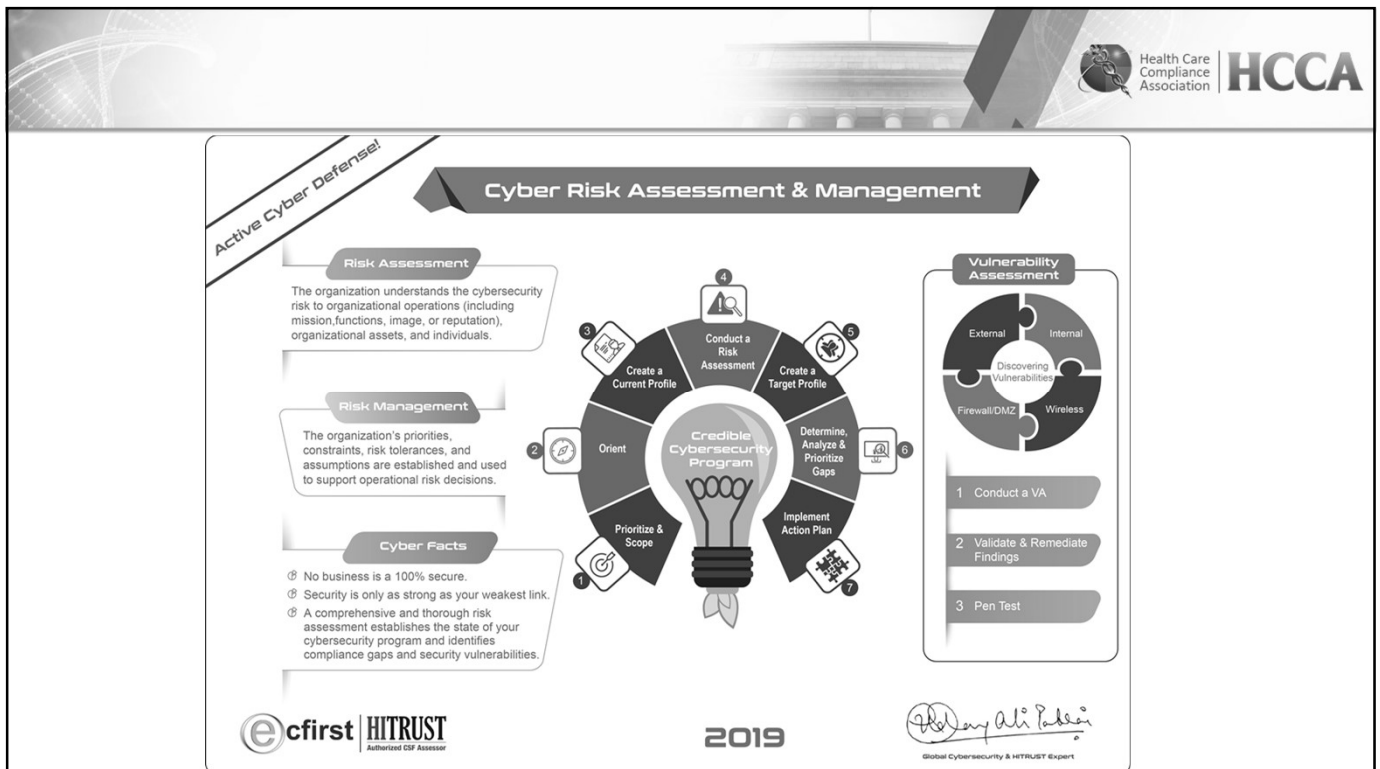 Health Care
Compliance
Association
HCCA
Active Cyber Defense!
Cyber Risk Assessment & Management
Risk Assessment
The organization understands the cybersecurity
risk to organizational operations (including
mission,functions, image, or reputation),
organizational assets, and individuals.
Risk Management
The organization's priorities,
constraints, risk tolerances, and
assumptions are established and used
to support operational risk decisions.
Cyber Facts
No business is a 100% secure.
Security is only as strong as your weakest link.
A comprehensive and thorough risk
assessment establishes the state of your
cybersecurity program and identifies
compliance gaps and security vulnerabilities.
1
Prioritize &
Scope
2
Orient
3
Create a
Current Profile
4
Conduct a
Risk
Assessment
5
Create a
Target Profile
6
Determine,
Analyze &
Prioritize
Gaps
7
Implement
Action Plan
Credible
Cybersecurity
Program
Vulnerability
Assessment
External
Internal
Discovering
Vulnerabilities
Firewall/DMZ
Wireless
1 Conduct a VA
2 Validate & Remediate
Findings
3 Pen Test
ecfirst
HITRUST
Authorized CSF Assessor
2019
Global Cybersecurity & HITRUST Expert